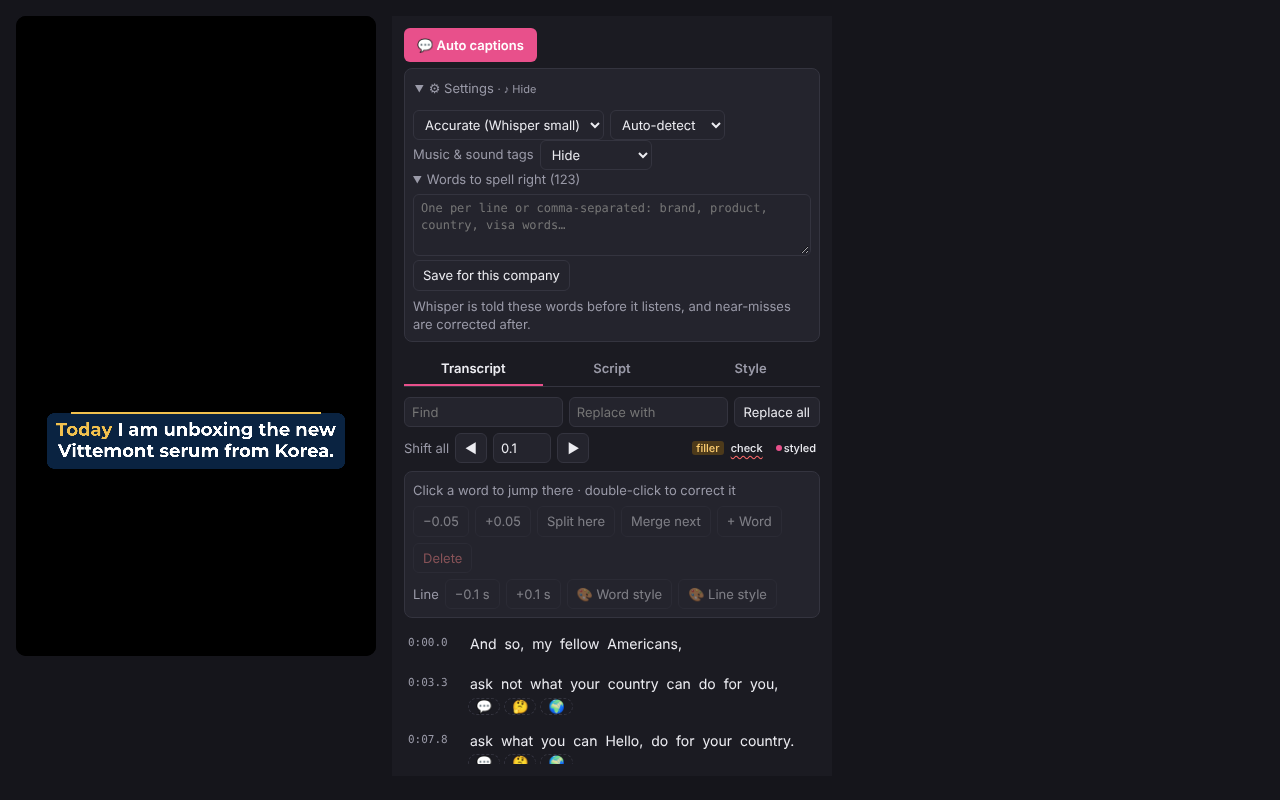 Today I am unboxing the new
Vittemont serum from Korea.
💬 Auto captions
▼ ⚙ Settings · ♪ Hide
Accurate (Whisper small) Auto-detect
Music & sound tags Hide
▼ Words to spell right (123)
One per line or comma-separated: brand, product,
country, visa words…
Save for this company
Whisper is told these words before it listens, and near-misses
are corrected after.
Transcript Script Style
Find Replace with Replace all
Shift all ◀ 0.1 ▶ filler check styled
Click a word to jump there · double-click to correct it
−0.05 +0.05 Split here Merge next + Word
Delete
Line −0.1 s +0.1 s 🎨 Word style 🎨 Line style
0:00.0 And so, my fellow Americans,
0:03.3 ask not what your country can do for you,
💬 🤔 🌍
0:07.8 ask what you can Hello, do for your country.
💬 🤔 🌍